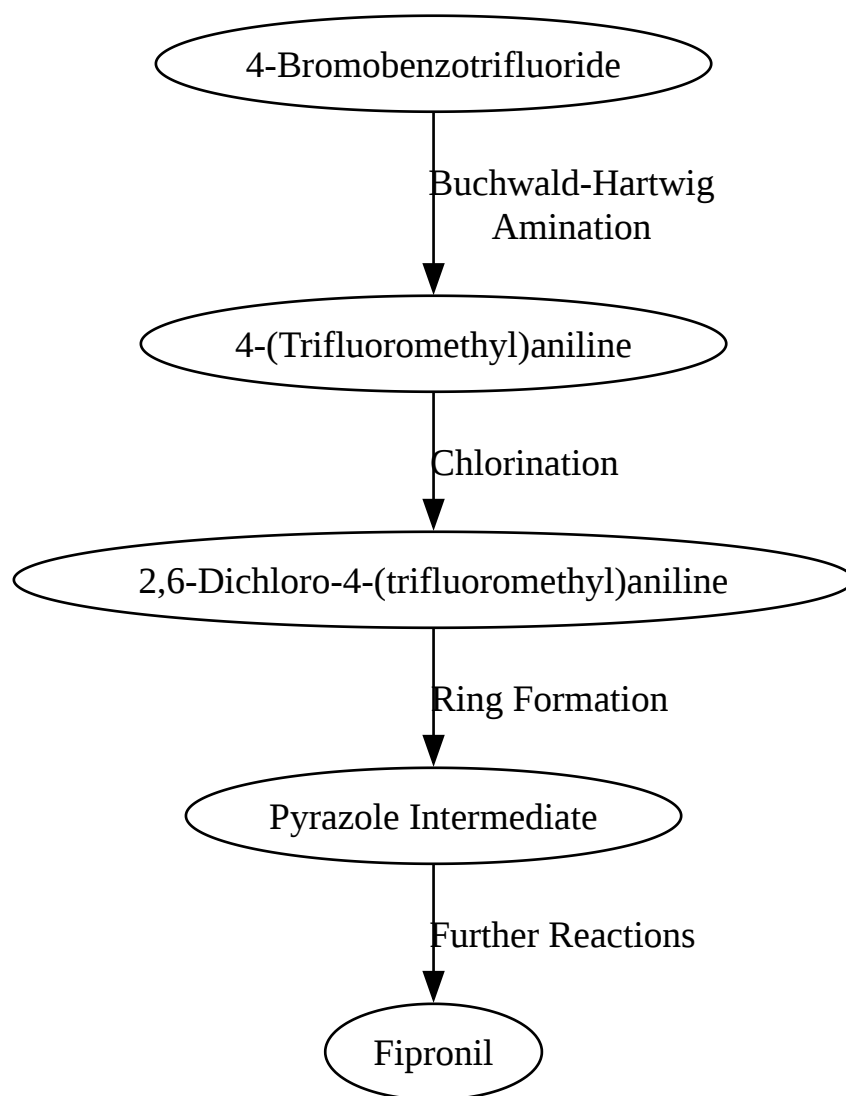 4-Bromobenzotrifluoride
Buchwald-Hartwig
Amination
4-(Trifluoromethyl)aniline
Chlorination
2,6-Dichloro-4-(trifluoromethyl)aniline
Ring Formation
Pyrazole Intermediate
Further Reactions
Fipronil